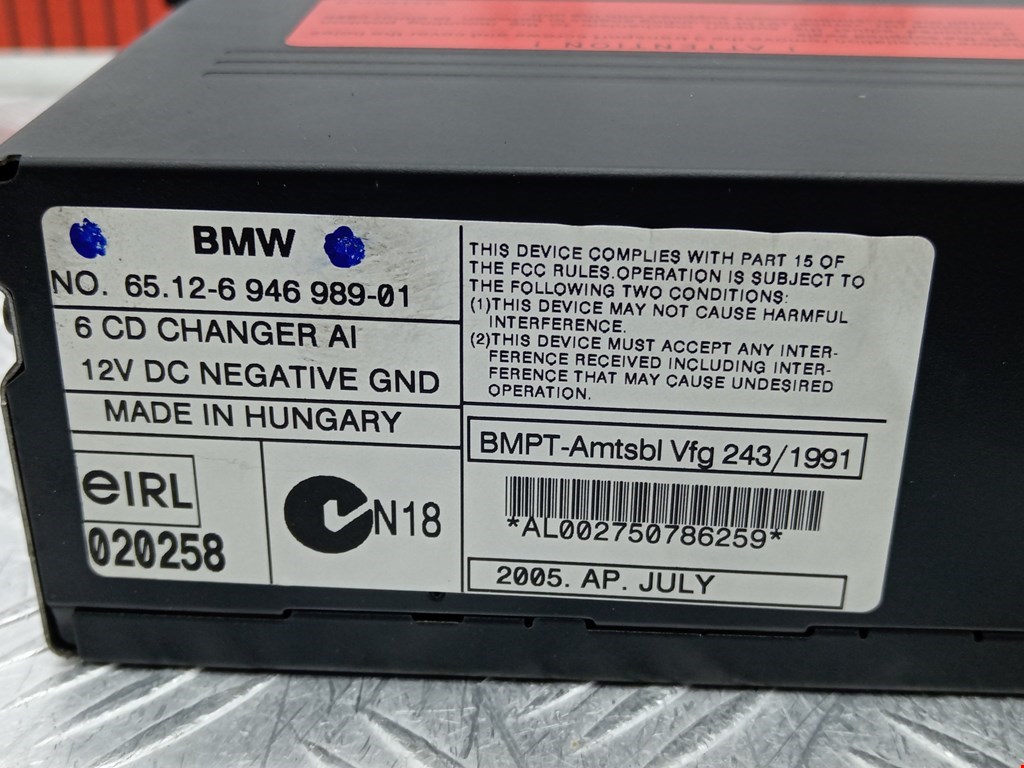 ! ATTENTION !
BMW
NO. 65.12-6 946 989-01
6 CD CHANGER AI
12V DC NEGATIVE GND
MADE IN HUNGARY
eIRL
020258
N18
THIS DEVICE COMPLIES WITH PART 15 OF
THE FCC RULES.OPERATION IS SUBJECT TO
THE FOLLOWING TWO CONDITIONS:
(1)THIS DEVICE MAY NOT CAUSE HARMFUL
INTERFERENCE.
(2)THIS DEVICE MUST ACCEPT ANY INTER-
FERENCE RECEIVED INCLUDING INTER-
FERENCE THAT MAY CAUSE UNDESIRED
OPERATION.
BMPT-Amtsbl Vfg 243/1991
*AL002750786259*
2005. AP. JULY